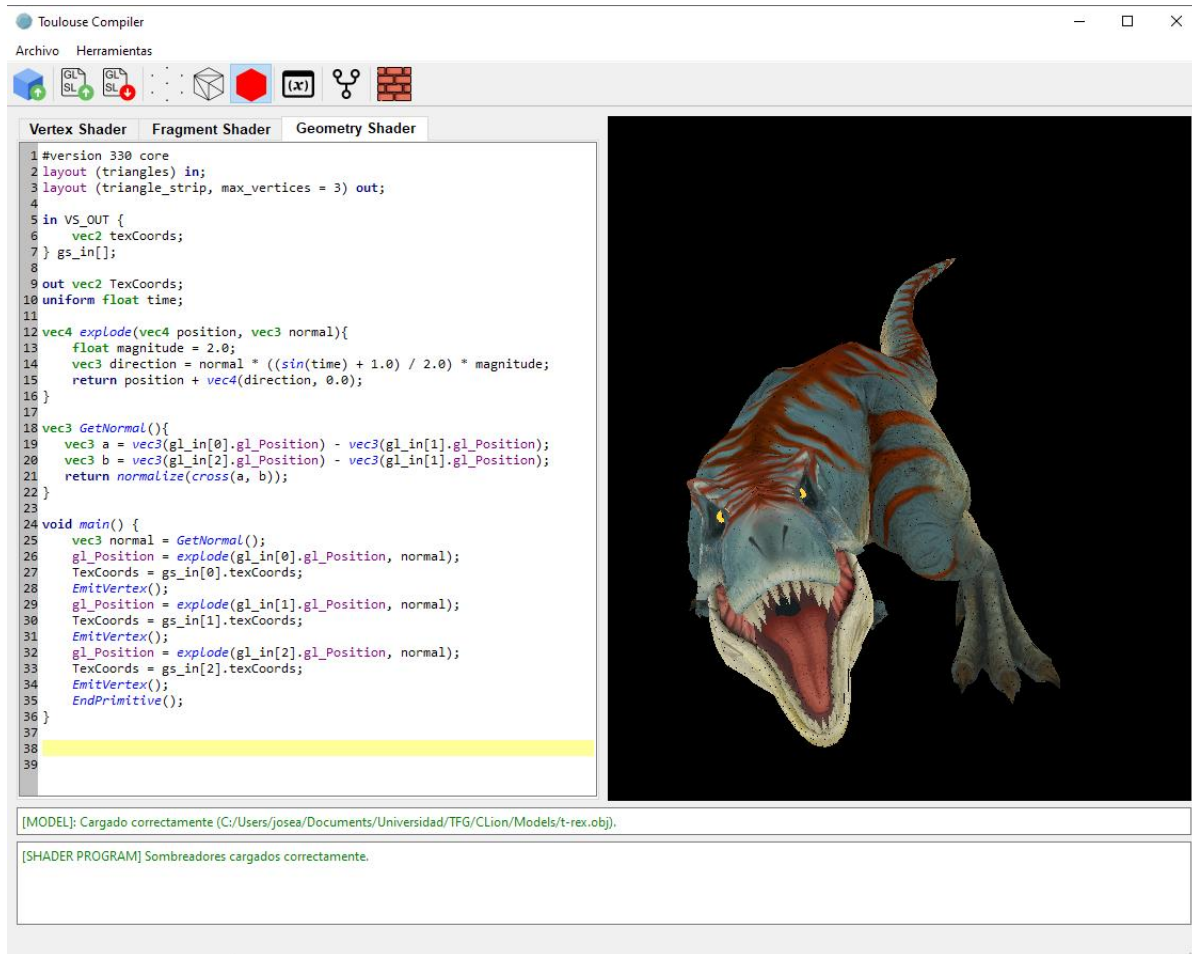 Toulouse Compiler
Archivo Herramientas
GL SL GL SL (x)
Vertex Shader Fragment Shader Geometry Shader
1 #version 330 core
2 layout (triangles) in;
3 layout (triangle_strip, max_vertices = 3) out;
4
5 in VS_OUT {
6     vec2 texCoords;
7 } gs_in[];
8
9 out vec2 TexCoords;
10 uniform float time;
11
12 vec4 explode(vec4 position, vec3 normal){
13     float magnitude = 2.0;
14     vec3 direction = normal * ((sin(time) + 1.0) / 2.0) * magnitude;
15     return position + vec4(direction, 0.0);
16 }
17
18 vec3 GetNormal(){
19    vec3 a = vec3(gl_in[0].gl_Position) - vec3(gl_in[1].gl_Position);
20    vec3 b = vec3(gl_in[2].gl_Position) - vec3(gl_in[1].gl_Position);
21    return normalize(cross(a, b));
22 }
23
24 void main() {
25     vec3 normal = GetNormal();
26     gl_Position = explode(gl_in[0].gl_Position, normal);
27     TexCoords = gs_in[0].texCoords;
28     EmitVertex();
29     gl_Position = explode(gl_in[1].gl_Position, normal);
30     TexCoords = gs_in[1].texCoords;
31     EmitVertex();
32     gl_Position = explode(gl_in[2].gl_Position, normal);
33     TexCoords = gs_in[2].texCoords;
34     EmitVertex();
35     EndPrimitive();
36 }
37
38
39
[MODEL]: Cargado correctamente (C:/Users/josea/Documents/Universidad/TFG/CLion/Models/t-rex.obj).
[SHADER PROGRAM] Sombreadores cargados correctamente.